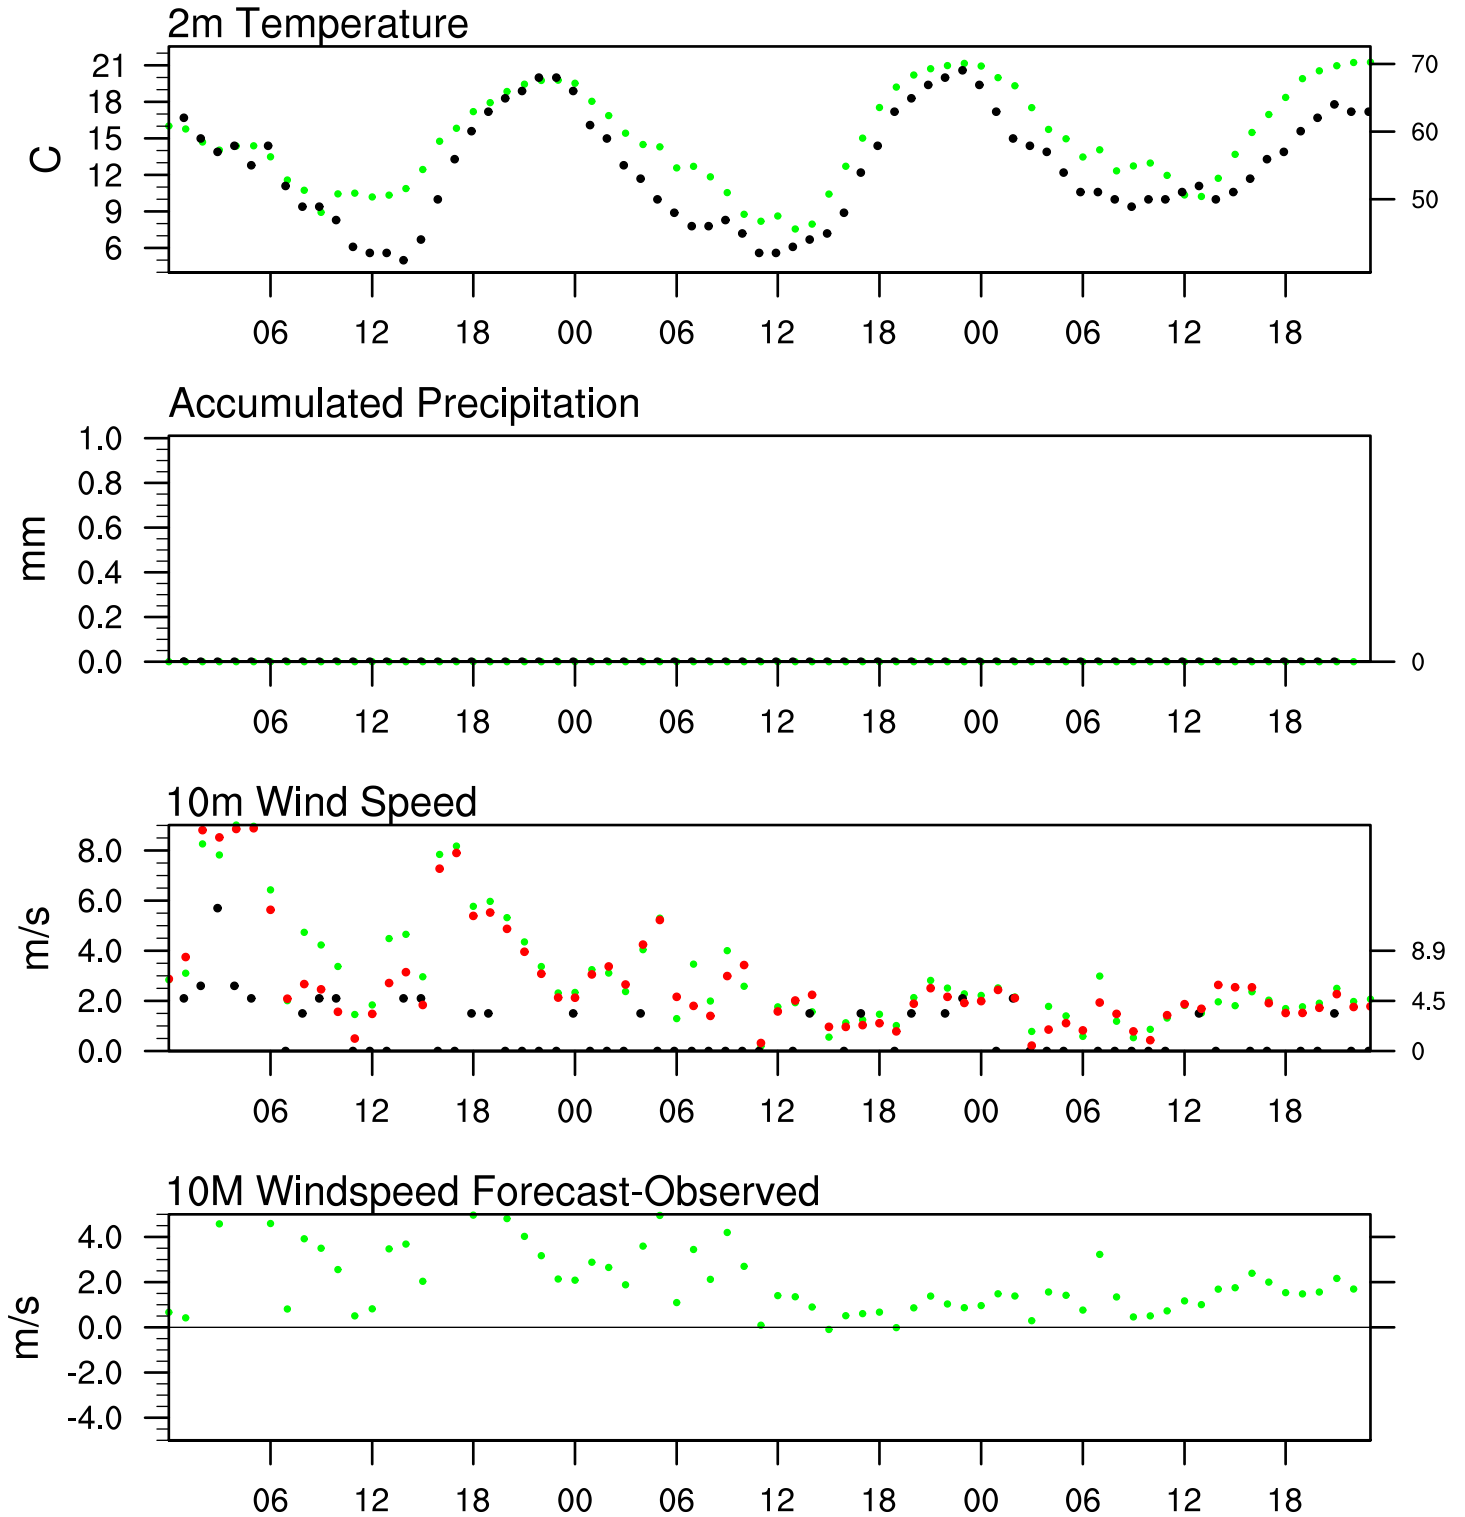 2m Temperature
21
70
18
15
60
C
12
9
50
6
06 12 18 00 06 12 18 00 06 12 18
Accumulated Precipitation
1.0
0.8
0.6
mm
0.4
0.2
0.0
0
06 12 18 00 06 12 18 00 06 12 18
10m Wind Speed
8.0
6.0
m/s
4.0
8.9
2.0
4.5
0.0
0
06 12 18 00 06 12 18 00 06 12 18
10M Windspeed Forecast-Observed
4.0
2.0
m/s
0.0
-2.0
-4.0
06 12 18 00 06 12 18 00 06 12 18